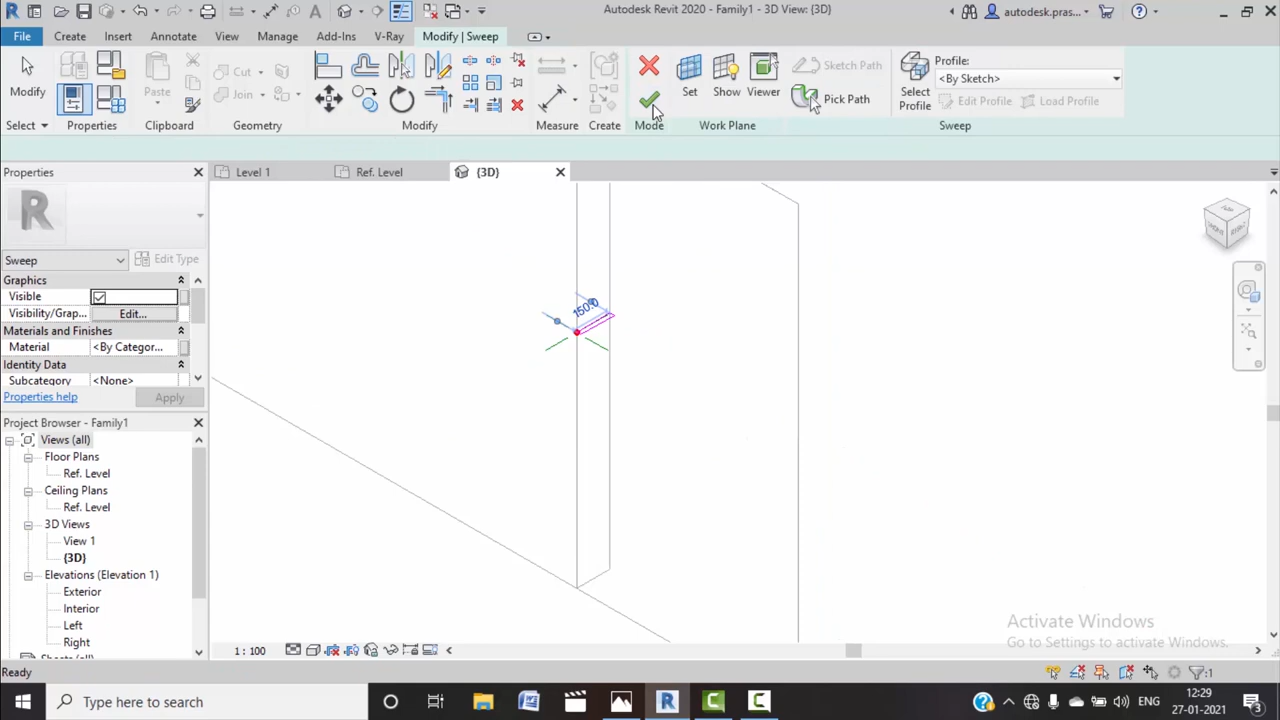 Autodesk Revit 2020 - Family1 - 3D View: {3D}
autodesk.pras...
File Create Insert Annotate View Manage Add-Ins V-Ray Modify | Sweep
Cut
Join
Modify
Paste
Set
Show
Viewer
Sketch Path
Pick Path
Select Profile
Profile:
<By Sketch>
Edit Profile
Load Profile
Select Properties Clipboard Geometry Modify Measure Create Mode Work Plane Sweep
Properties
Level 1
Ref. Level
{3D}
R
Sweep
Edit Type
Graphics
Visible
Visibility/Grap... Edit...
Materials and Finishes
Material <By Categor...
Identity Data
Subcategory <None>
Properties help
Apply
Project Browser - Family1
Views (all)
Floor Plans
Ref. Level
Ceiling Plans
Ref. Level
3D Views
View 1
{3D}
Elevations (Elevation 1)
Exterior
Interior
Left
Right
Sheets (all)
150.0
Activate Windows
Go to Settings to activate Windows.
1 : 100
Ready
:1
Type here to search
ENG
12:29
27-01-2021
3